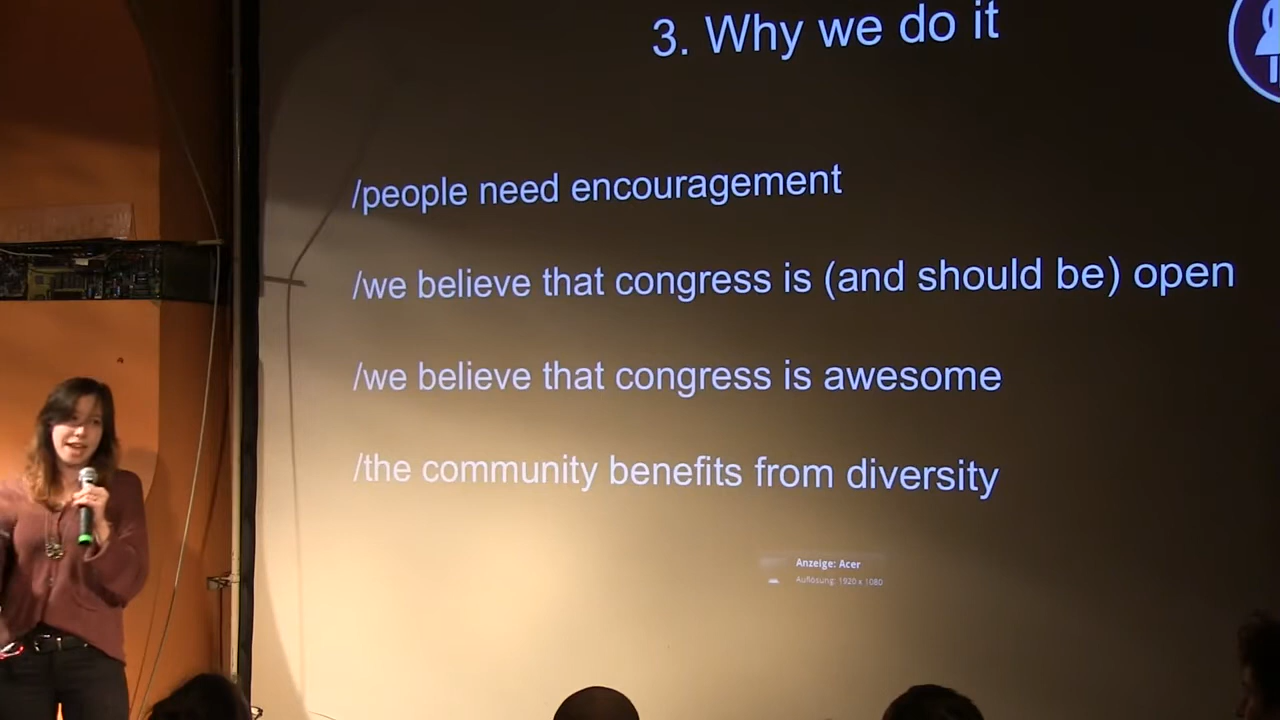 3. Why we do it
/people need encouragement
/we believe that congress is (and should be) open
/we believe that congress is awesome
/the community benefits from diversity
Anzeige: Acer
Auflösung: 1920 x 1080